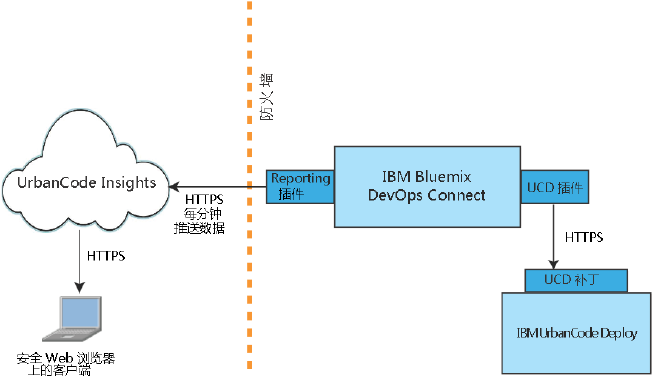 防火墙
UrbanCode Insights
Reporting
插件
IBM Bluemix
DevOps Connect
UCD 插件
HTTPS
每分钟
推送数据
HTTPS
HTTPS
UCD 补丁
IBM UrbanCode Deploy
安全 Web 浏览器
上的客户端